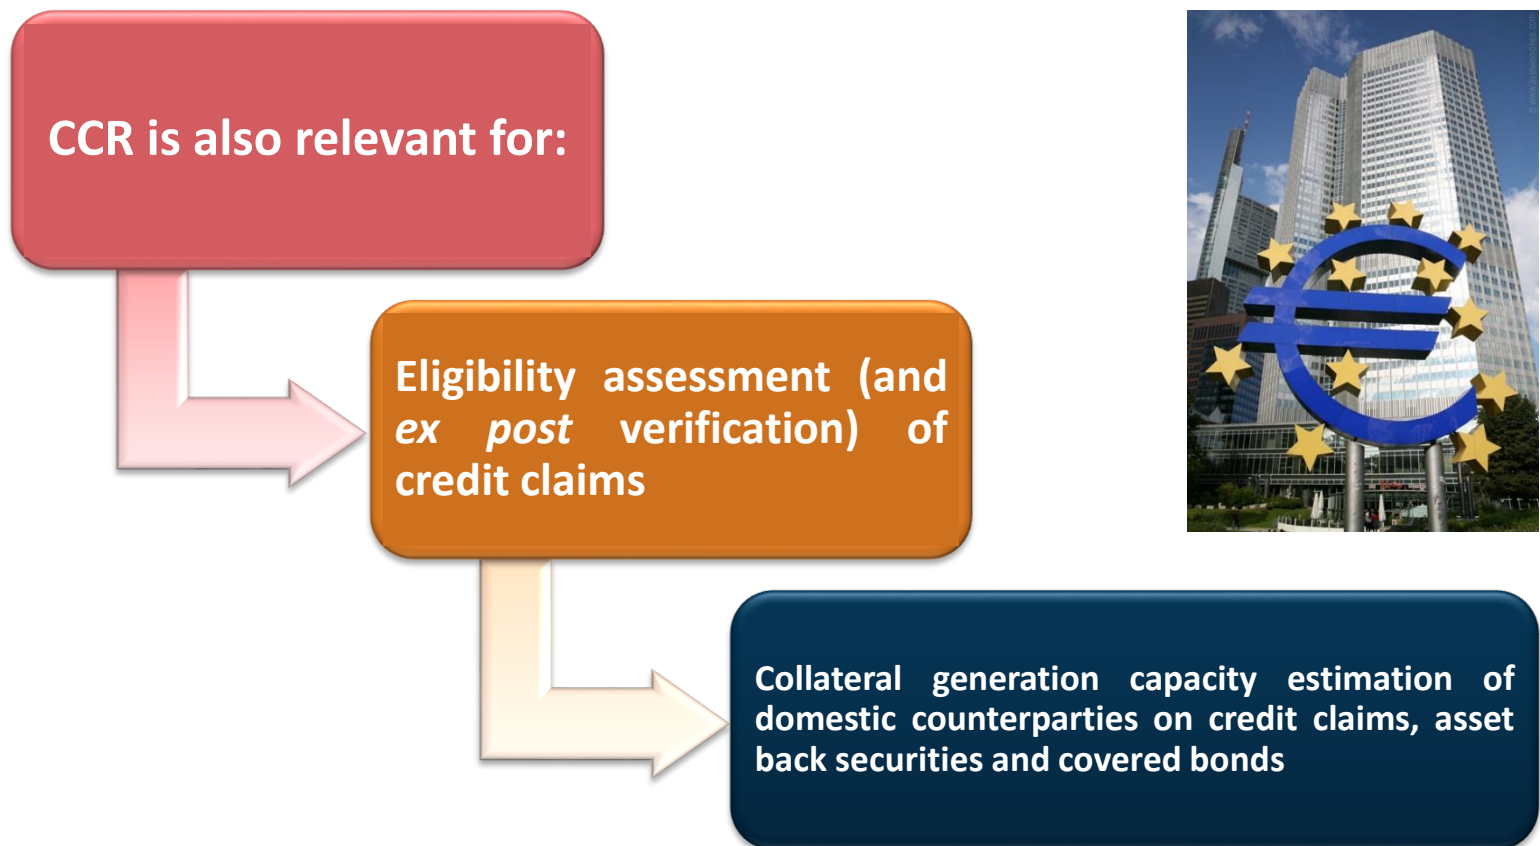 CCR is also relevant for:
Eligibility assessment (and
ex post verification) of
credit claims
Collateral generation capacity estimation of
domestic counterparties on credit claims, asset
back securities and covered bonds